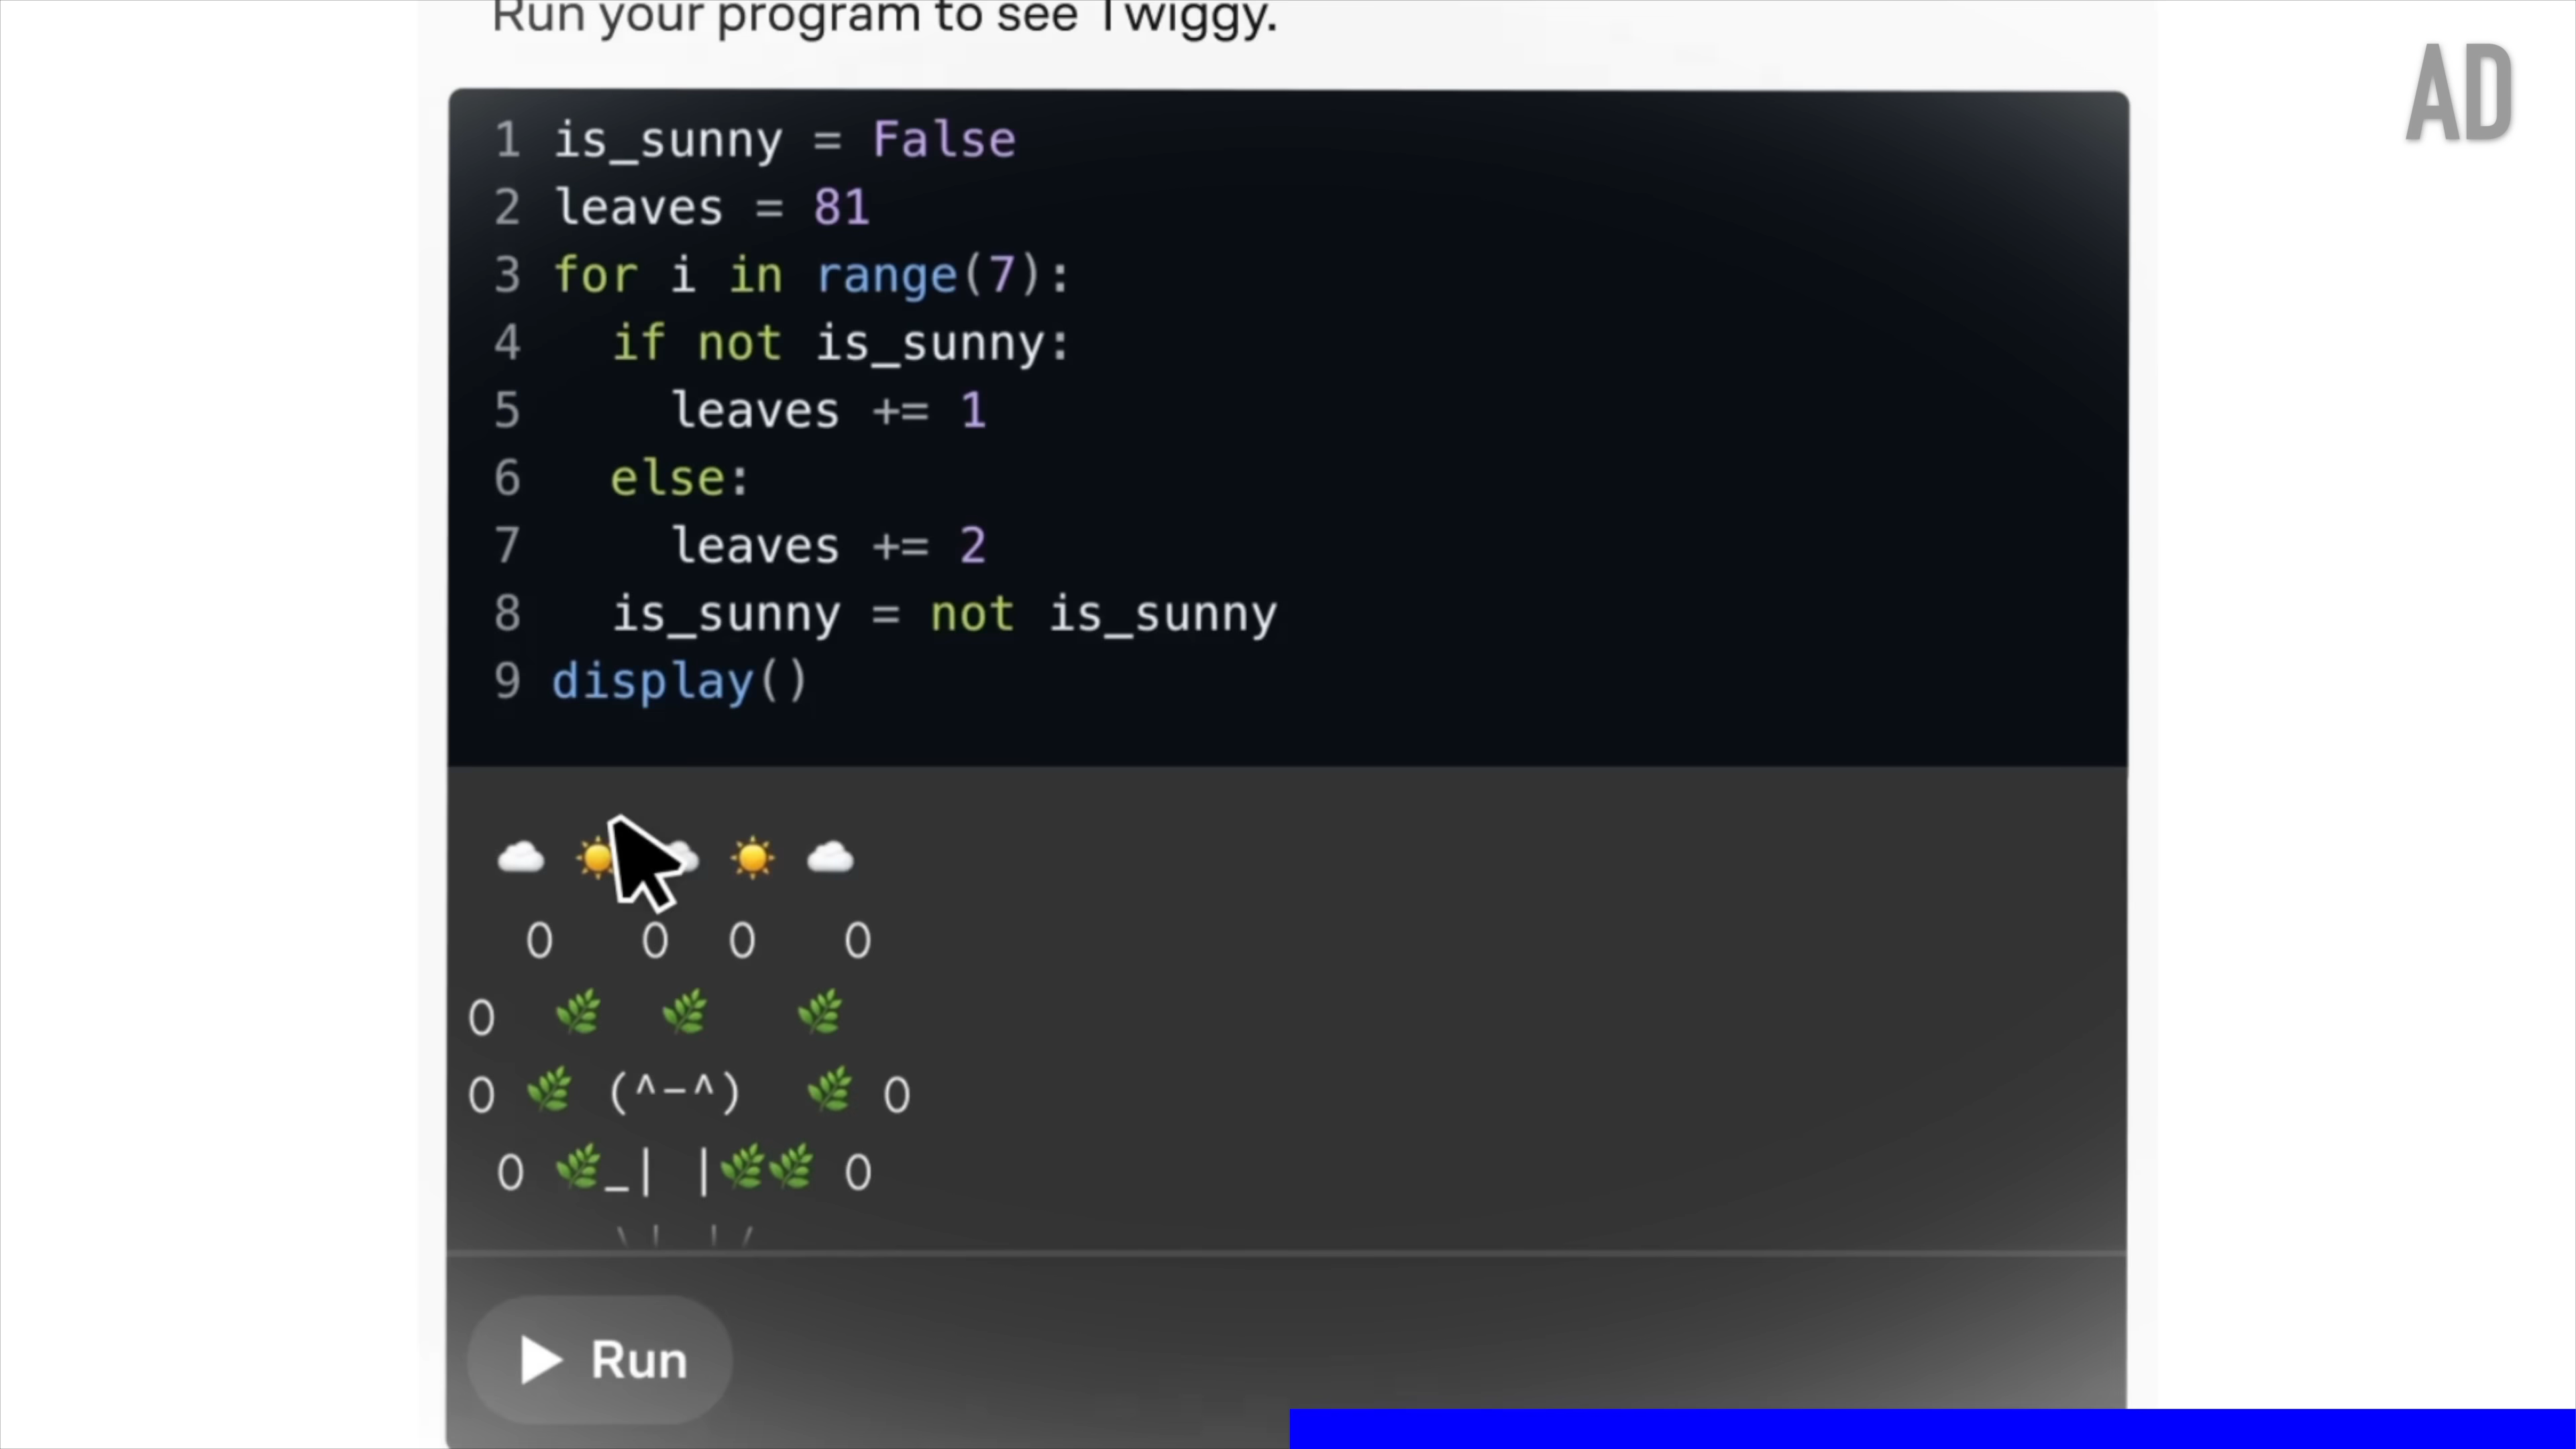 Run your program to see Twiggy.
AD
1 is_sunny = False
2 leaves = 81
3 for i in range(7):
4   if not is_sunny:
5     leaves += 1
6   else:
7     leaves += 2
8   is_sunny = not is_sunny
9 display()
☁️ ☀️ ☁️ ☀️ ☁️
0 0 0 0
0 🌿 🌿 🌿
0 🌿 (^-^) 🌿 0
0 🌿_| |🌿🌿 0
\ | | /
Run